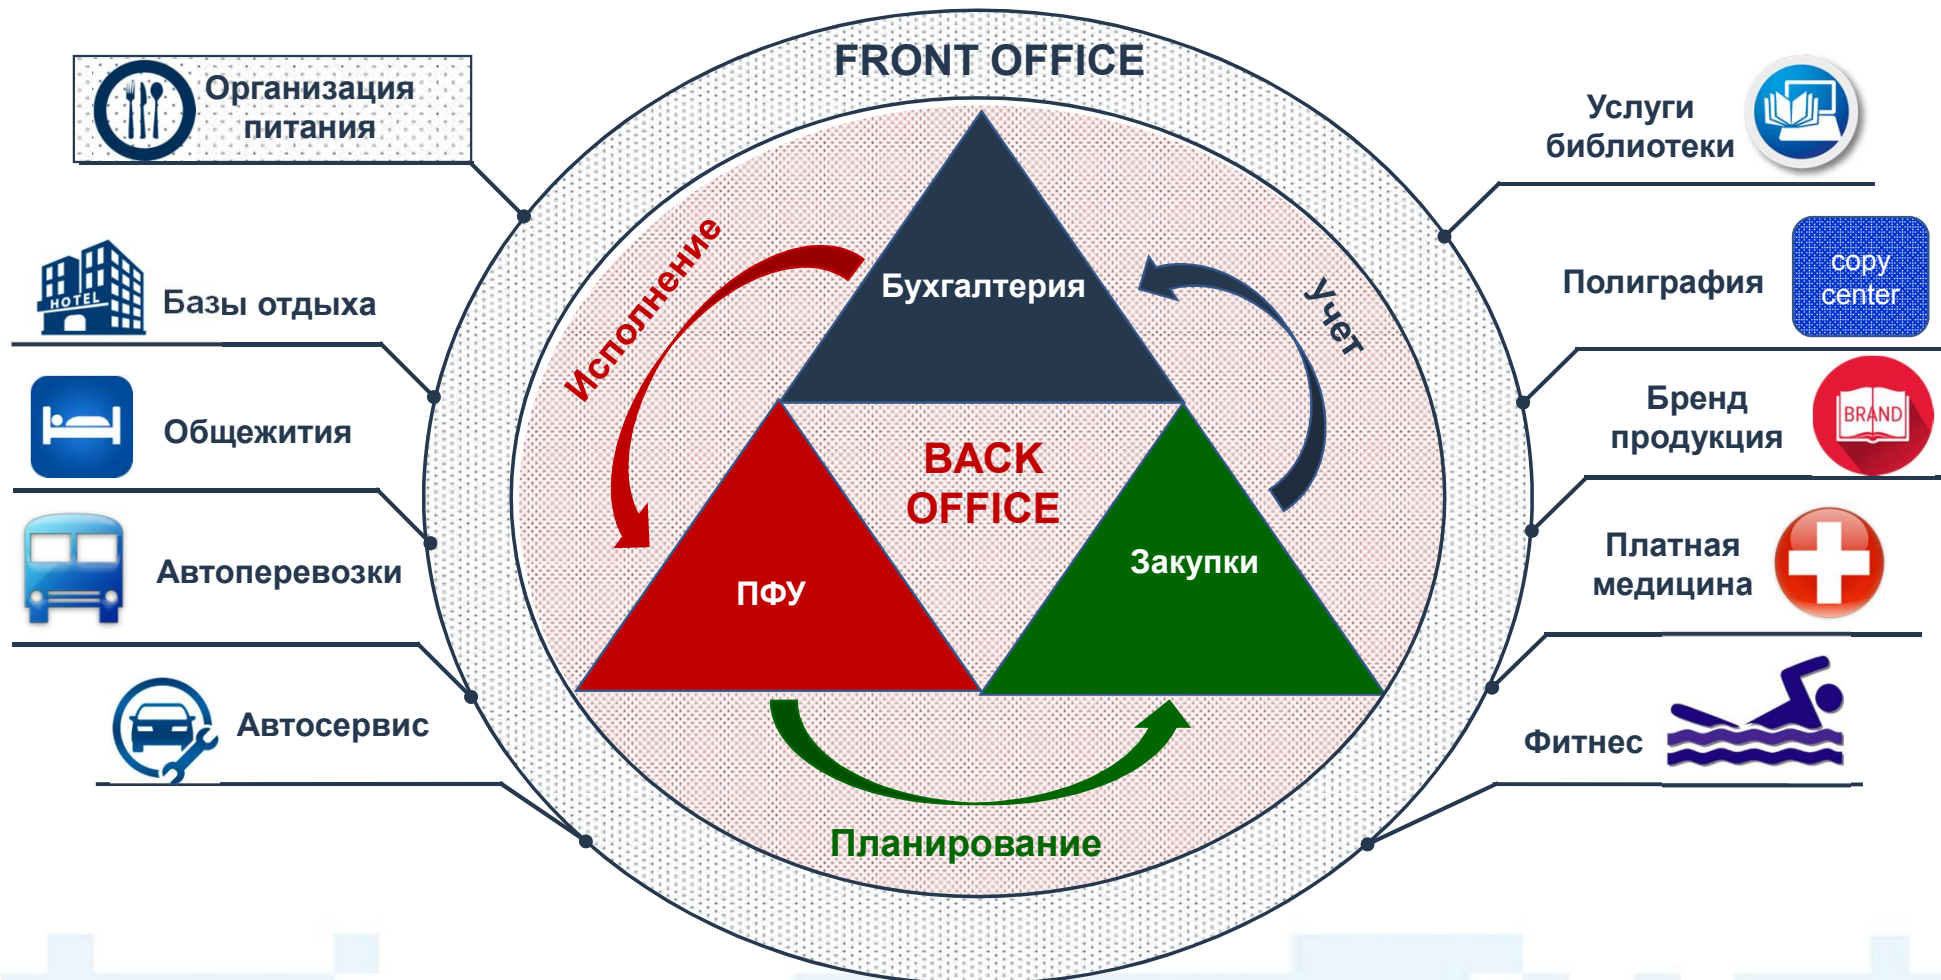 FRONT OFFICE
Организация
питания
HOTEL
Базы отдыха
Общежития
Автоперевозки
Автосервис
Исполнение
Бухгалтерия
Учет
BACK
OFFICE
ПФУ
Закупки
Планирование
Услуги
библиотеки
Полиграфия
copy
center
Бренд
продукция
BRAND
Платная
медицина
Фитнес